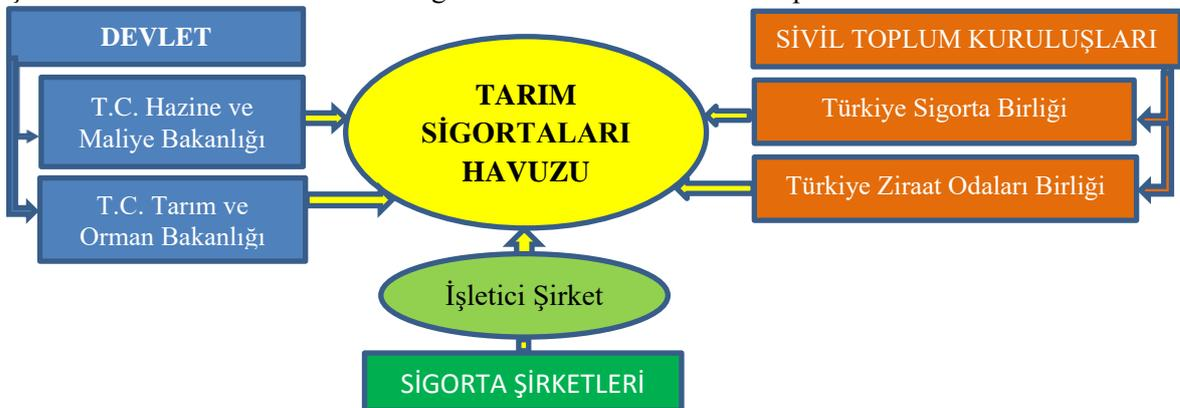 DEVLET
T.C. Hazine ve
Maliye Bakanlığı
T.C. Tarım ve
Orman Bakanlığı
TARIM
SİGORTALARI
HAVUZU
SİVİL TOPLUM KURULUŞLARI
Türkiye Sigorta Birliği
Türkiye Ziraat Odaları Birliği
İşletici Şirket
SİGORTA ŞİRKETLERİ